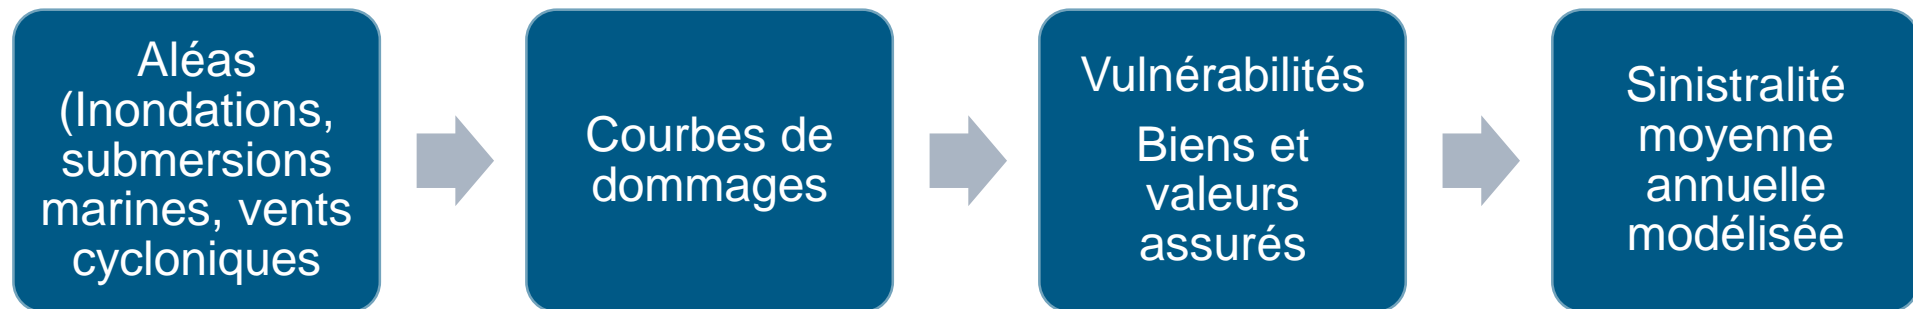 Aléas
(Inondations,
submersions
marines, vents
cycloniques
Courbes de
dommages
Vulnérabilités
Biens et
valeurs
assurés
Sinistralité
moyenne
annuelle
modélisée